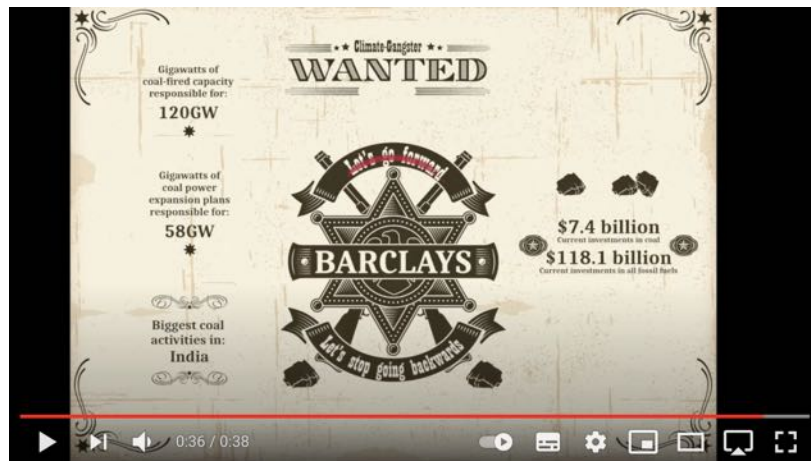 Climate-Gangster
WANTED
Gigawatts of
coal-fired capacity
responsible for:
120GW
Gigawatts of
coal power
expansion plans
responsible for:
58GW
Biggest coal
activities in:
India
Let's go forward
BARCLAYS
Let's stop going backwards
$7.4 billion
Current investments in coal
$118.1 billion
Current investments in all fossil fuels
0:36 / 0:38